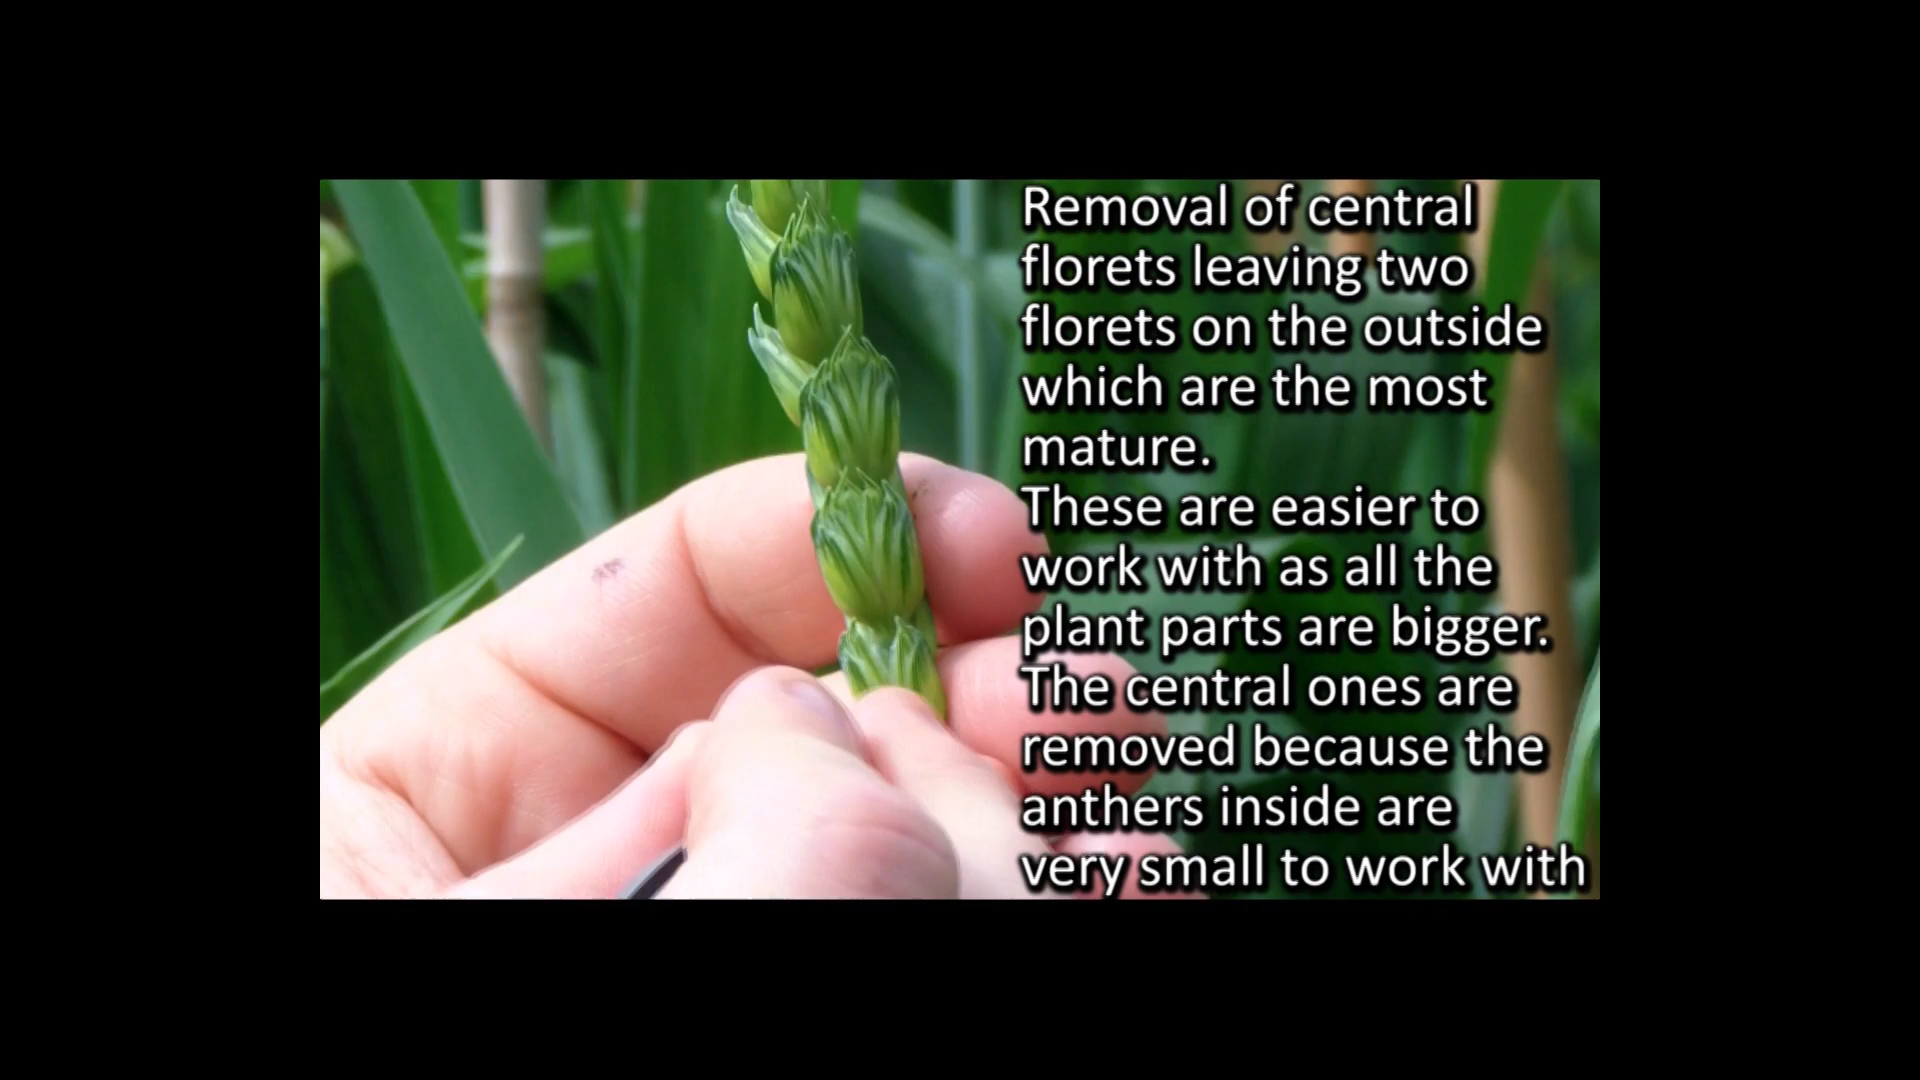 Removal of central
florets leaving two
florets on the outside
which are the most
mature.
These are easier to
work with as all the
plant parts are bigger.
The central ones are
removed because the
anthers inside are
very small to work with